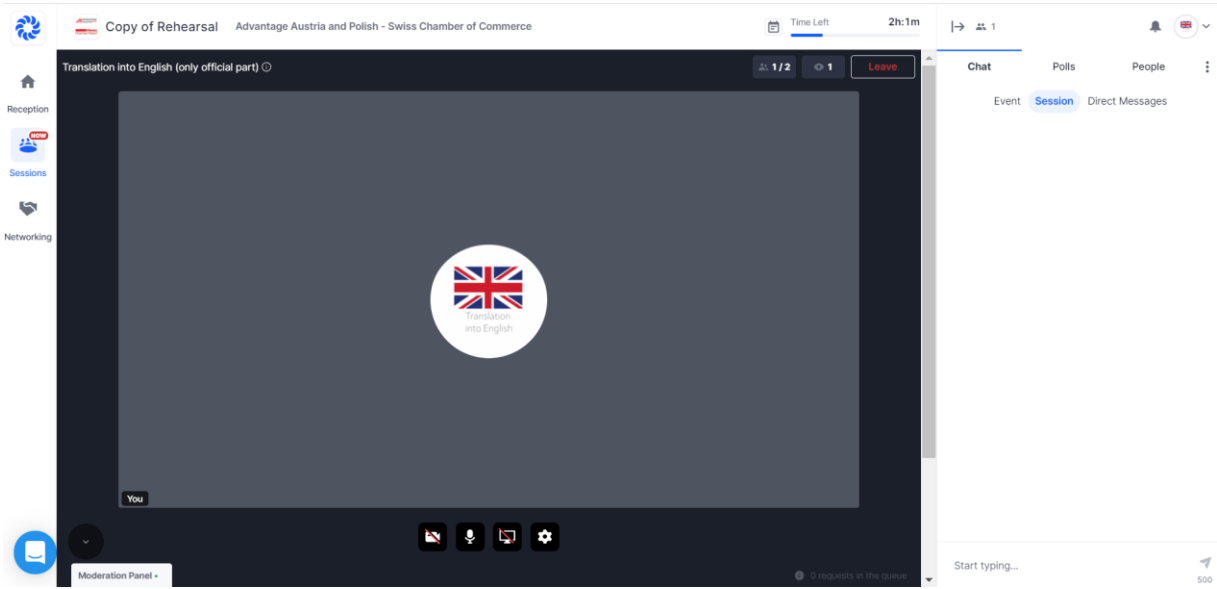 Copy of Rehearsal Advantage Austria and Polish - Swiss Chamber of Commerce
Time Left 2h:1m
1
Reception
NOW
Sessions
Networking
Translation into English (only official part)
1/2
1
Leave
Translation
into English
You
Moderation Panel
0 requests in the queue
Chat Polls People
Event Session Direct Messages
Start typing...
500